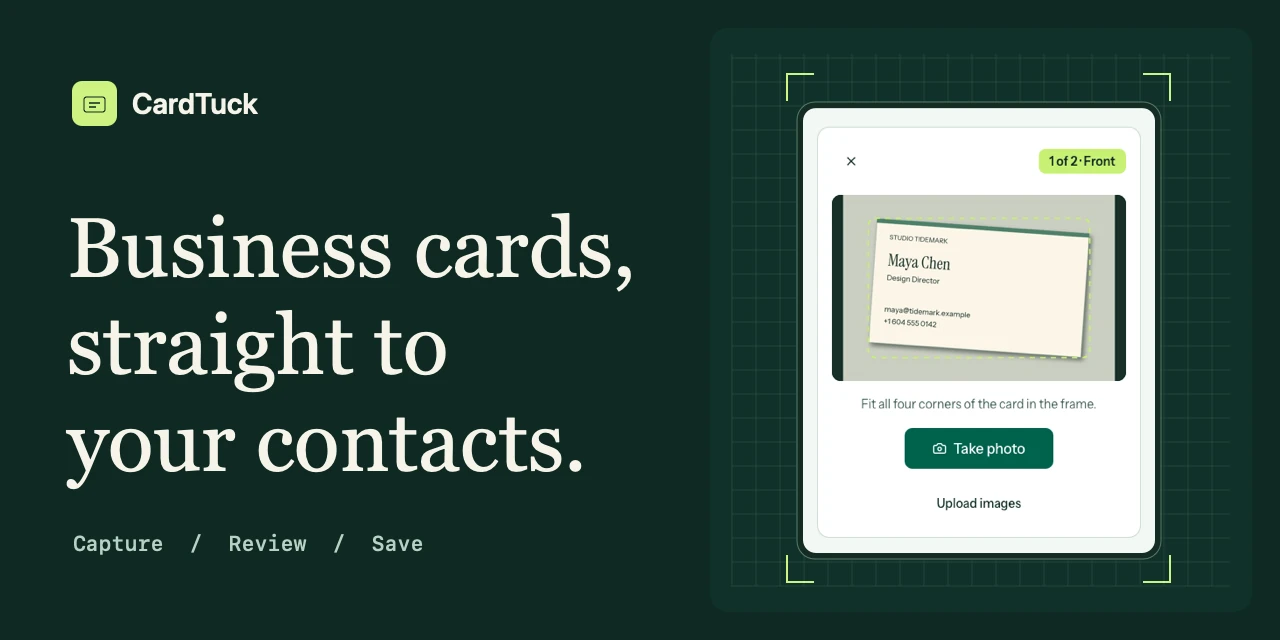 CardTuck
Business cards,
straight to
your contacts.
Capture / Review / Save
1 of 2 · Front
STUDIO TIDEMARK
Maya Chen
Design Director
maya@tidemark.example
+1 604 555 0142
Fit all four corners of the card in the frame.
Take photo
Upload images